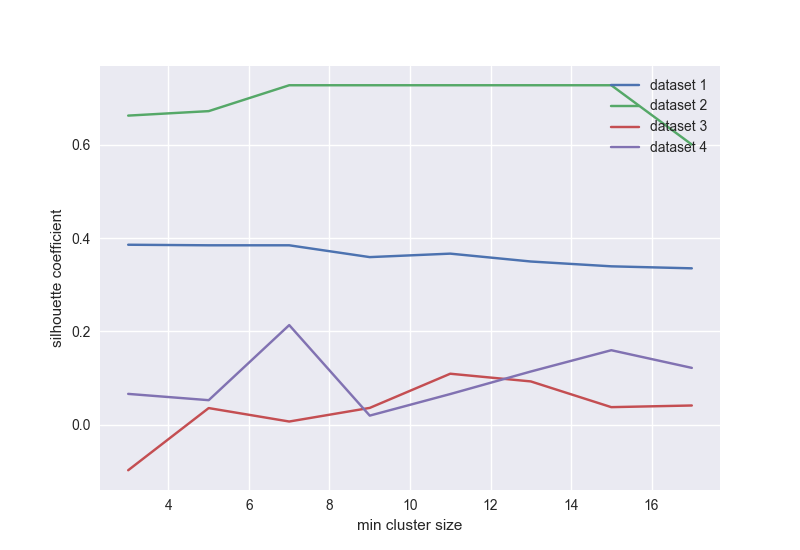 dataset 1
dataset 2
dataset 3
dataset 4
0.6
0.4
0.2
0.0
silhouette coefficient
4 6 8 10 12 14 16
min cluster size